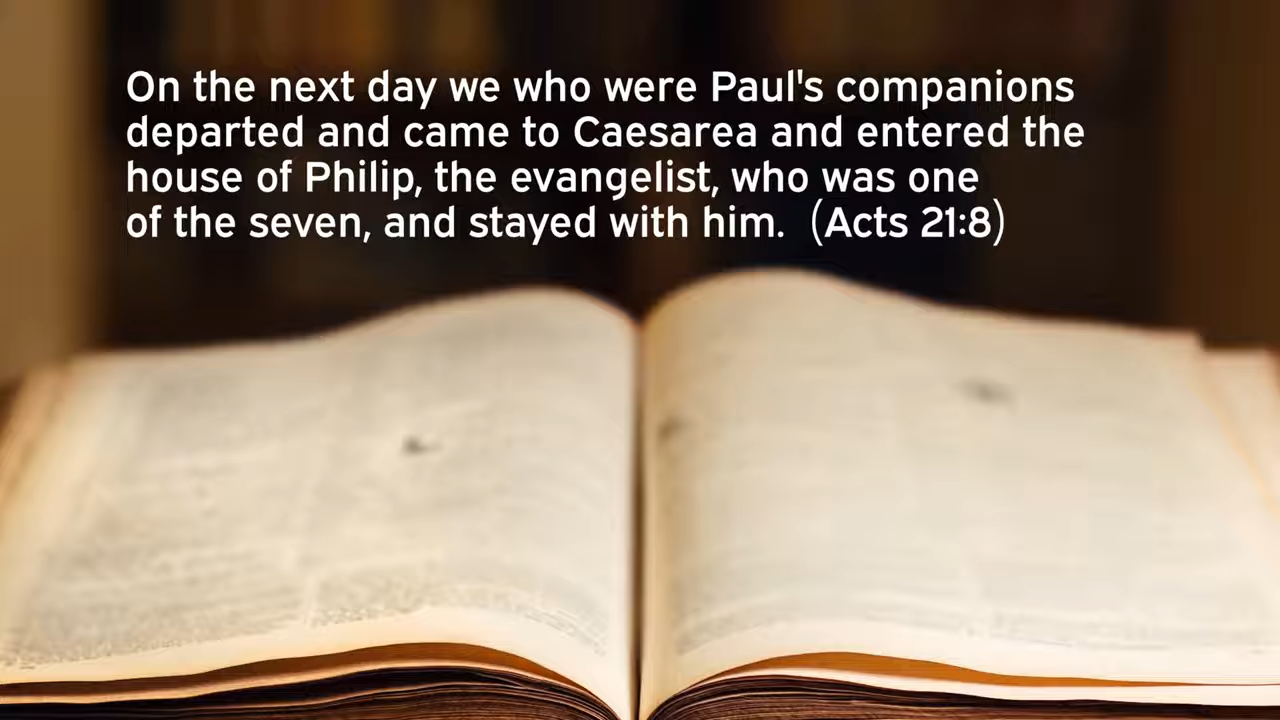 On the next day we who were Paul's companions
departed and came to Caesarea and entered the
house of Philip, the evangelist, who was one
of the seven, and stayed with him.  (Acts 21:8)